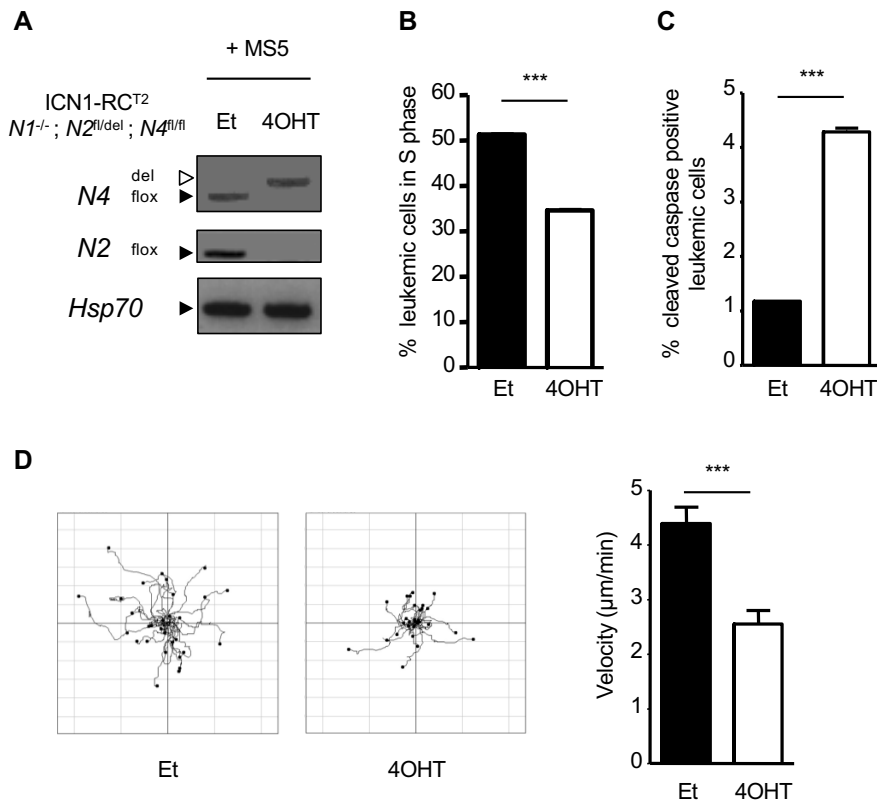 A
+ MS5
ICN1-RCT2
N1-/- ; N2fl/del ; N4fl/fl
Et 4OHT
N4 del
flox
N2 flox
Hsp70
B
% leukemic cells in S phase
60
50
40
30
20
10
0
***
Et 4OHT
C
% cleaved caspase positive
leukemic cells
5
4
3
2
1
0
***
Et 4OHT
D
Et
4OHT
Velocity (µm/min)
5
4
3
2
1
0
***
Et 4OHT